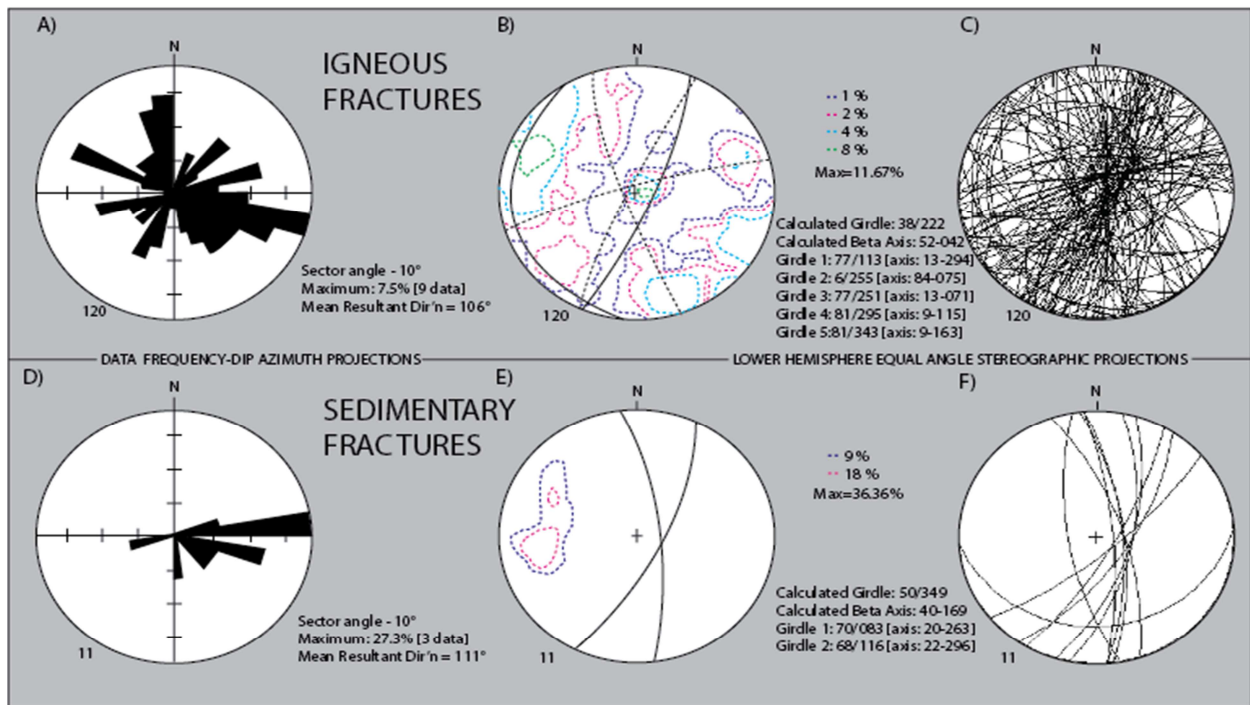 A)
N
IGNEOUS
FRACTURES
Sector angle - 10°
Maximum: 7.5% [9 data]
Mean Resultant Dir'n = 106°
120
B)
N
1 %
2 %
4 %
8 %
Max=11.67%
Calculated Girdle: 38/222
Calculated Beta Axis: 52-042
Girdle 1: 77/113 [axis: 13-294]
Girdle 2: 6/255 [axis: 84-075]
Girdle 3: 77/251 [axis: 13-071]
Girdle 4: 81/295 [axis: 9-115]
Girdle 5:81/343 [axis: 9-163]
120
C)
N
120
DATA FREQUENCY-DIP AZIMUTH PROJECTIONS
LOWER HEMISPHERE EQUAL ANGLE STEREOGRAPHIC PROJECTIONS
D)
N
SEDIMENTARY
FRACTURES
Sector angle - 10°
Maximum: 27.3% [3 data]
Mean Resultant Dir'n = 111°
11
E)
N
9 %
18 %
Max=36.36%
Calculated Girdle: 50/349
Calculated Beta Axis: 40-169
Girdle 1: 70/083 [axis: 20-263]
Girdle 2: 68/116 [axis: 22-296]
11
F)
N
11